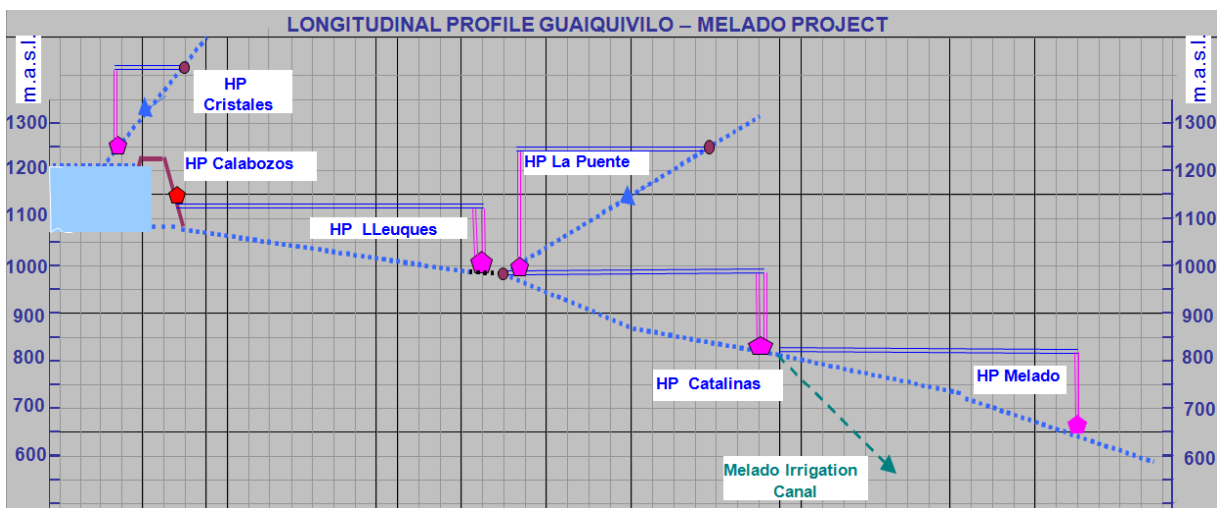 LONGITUDINAL PROFILE GUAIQUIVILO – MELADO PROJECT
m.a.s.l.
m.a.s.l.
HP
Cristales
1300
1300
HP Calabozos
HP La Puente
1200
1200
1100
1100
HP LLeuques
1000
1000
900
900
800
800
HP Catalinas
HP Melado
700
700
600
600
Melado Irrigation
Canal